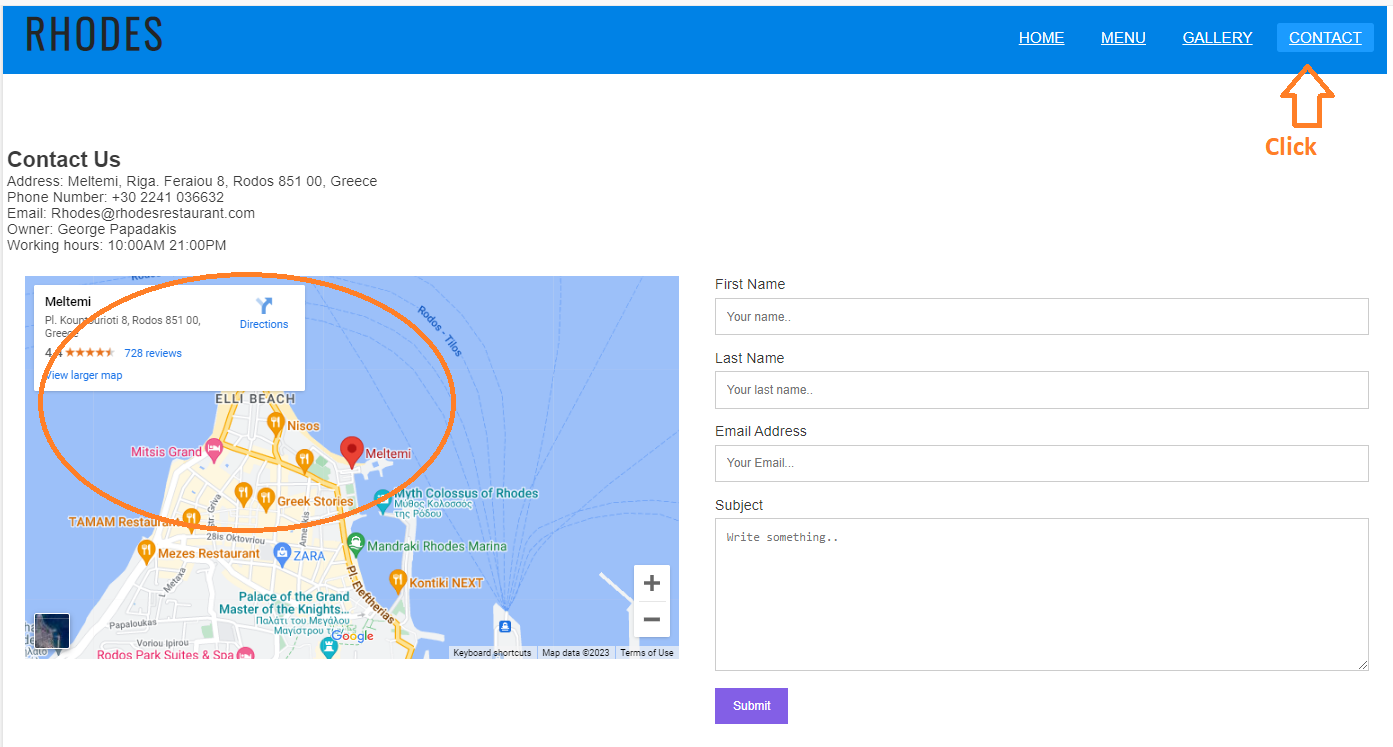 RHODES
HOME MENU GALLERY CONTACT
Click
Contact Us
Address: Meltemi, Riga. Feraiou 8, Rodos 851 00, Greece
Phone Number: +30 2241 036632
Email: Rhodes@rhodesrestaurant.com
Owner: George Papadakis
Working hours: 10:00AM 21:00PM
Meltemi
Pl. Kountourioti 8, Rodos 851 00,
Greece
4.4 728 reviews
View larger map
Directions
Rodos - Tilos
ELLI BEACH
Nisos
Mitsis Grand
Meltemi
Greek Stories
Myth Colossus of Rhodes
Μύθος Κολοσσός
της Ρόδου
TAMAM Restaurant
28is Oktovriou
Mezes Restaurant
ZARA
Mandraki Rhodes Marina
I. Metaxa
Pl. Eleftherias
Kontiki NEXT
Palace of the Grand
Master of the Knights...
Παλάτι του Μεγάλου
Μαγίστρου τ
Papaloukas
Voriou Ipirou
Google
Rodos Park Suites & Spa
Keyboard shortcuts Map data ©2023 Terms of Use
First Name
Your name..
Last Name
Your last name..
Email Address
Your Email...
Subject
Write something..
Submit